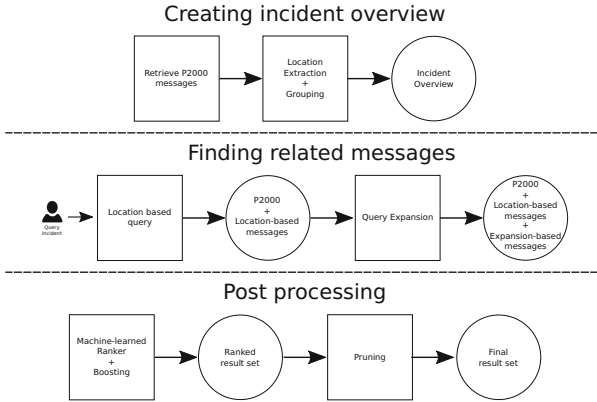 Creating incident overview
Retrieve P2000
messages
Location
Extraction
+
Grouping
Incident
Overview
Finding related messages
Query
Incident
Location based
query
P2000
+
Location-based
messages
Query Expansion
P2000
+
Location-based
messages
+
Expansion-based
messages
Post processing
Machine-learned
Ranker
+
Boosting
Ranked
result set
Pruning
Final
result set